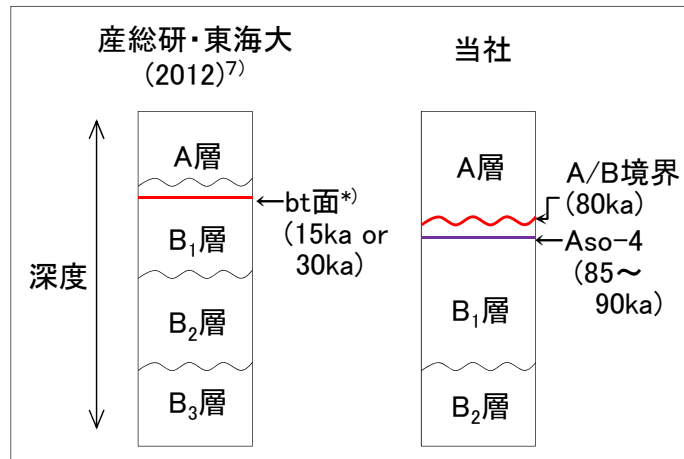 産総研・東海大
(2012)7)
当社
深度
A層
←bt面*)
(15ka or
30ka)
B1層
B2層
B3層
A層
A/B境界
(80ka)
←Aso-4
(85～
90ka)
B1層
B2層